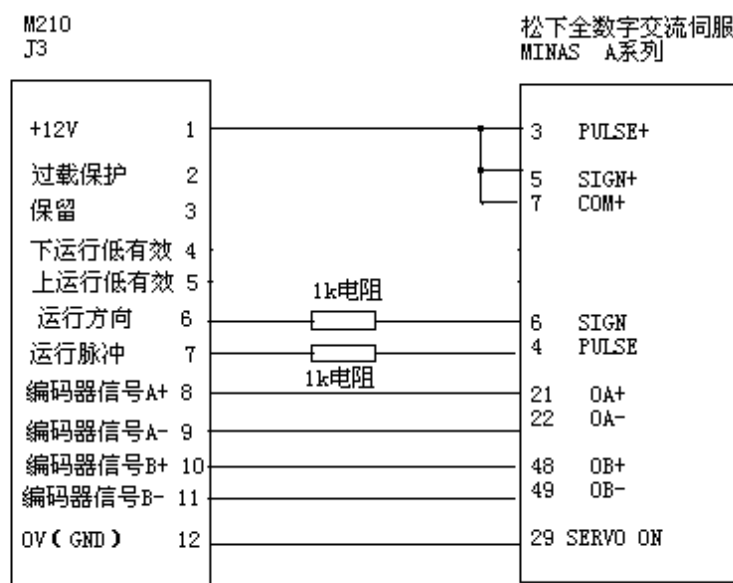 M210
J3
松下全数字交流伺服
MINAS A系列
+12V 1
过载保护 2
保留 3
下运行低有效 4
上运行低有效 5
运行方向 6
运行脉冲 7
编码器信号A+ 8
编码器信号A- 9
编码器信号B+ 10
编码器信号B- 11
0V(GND) 12
1k电阻
1k电阻
3 PULSE+
5 SIGN+
7 COM+
6 SIGN
4 PULSE
21 OA+
22 OA-
48 OB+
49 OB-
29 SERVO ON